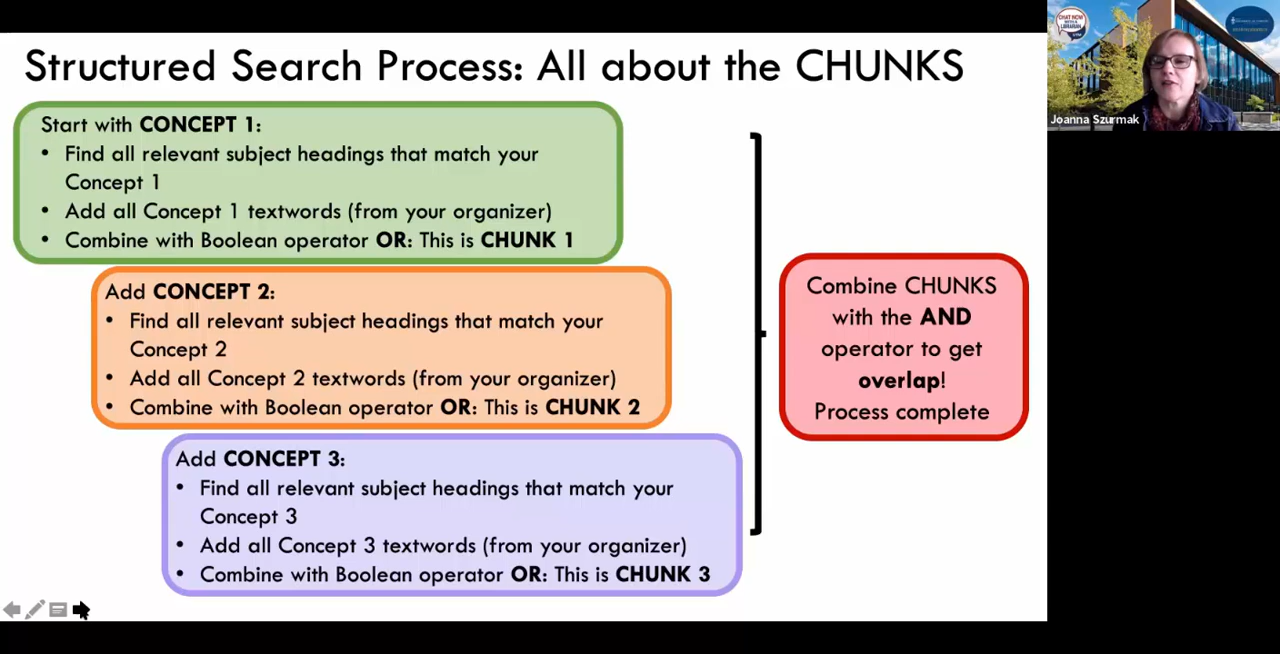 Structured Search Process: All about the CHUNKS
Start with CONCEPT 1:
• Find all relevant subject headings that match your
Concept 1
• Add all Concept 1 textwords (from your organizer)
• Combine with Boolean operator OR: This is CHUNK 1
Add CONCEPT 2:
• Find all relevant subject headings that match your
Concept 2
• Add all Concept 2 textwords (from your organizer)
• Combine with Boolean operator OR: This is CHUNK 2
Add CONCEPT 3:
• Find all relevant subject headings that match your
Concept 3
• Add all Concept 3 textwords (from your organizer)
• Combine with Boolean operator OR: This is CHUNK 3
Combine CHUNKS
with the AND
operator to get
overlap!
Process complete
CHAT NOW
WITH A
LIBRARIAN
Joanna Szurmak